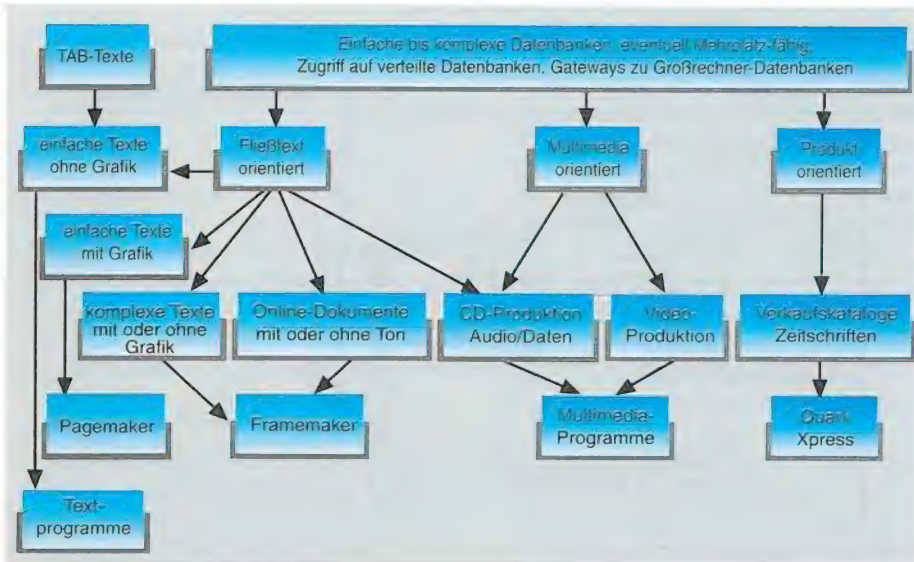 TAB-Texte
Einfache bis komplexe Datenbanken, eventuell Mehrplatz-fähig,
Zugriff auf verteilte Datenbanken, Gateways zu Großrechner-Datenbanken
einfache Texte
ohne Grafik
Fließtext
orientiert
Multimedia
orientiert
Produkt
orientiert
einfache Texte
mit Grafik
komplexe Texte
mit oder ohne
Grafik
Online-Dokumente
mit oder ohne Ton
CD-Produktion
Audio/Daten
Video-
Produktion
Verkaufskataloge
Zeitschriften
Pagemaker
Framemaker
Multimedia-
Programme
Quark
Xpress
Text-
programme